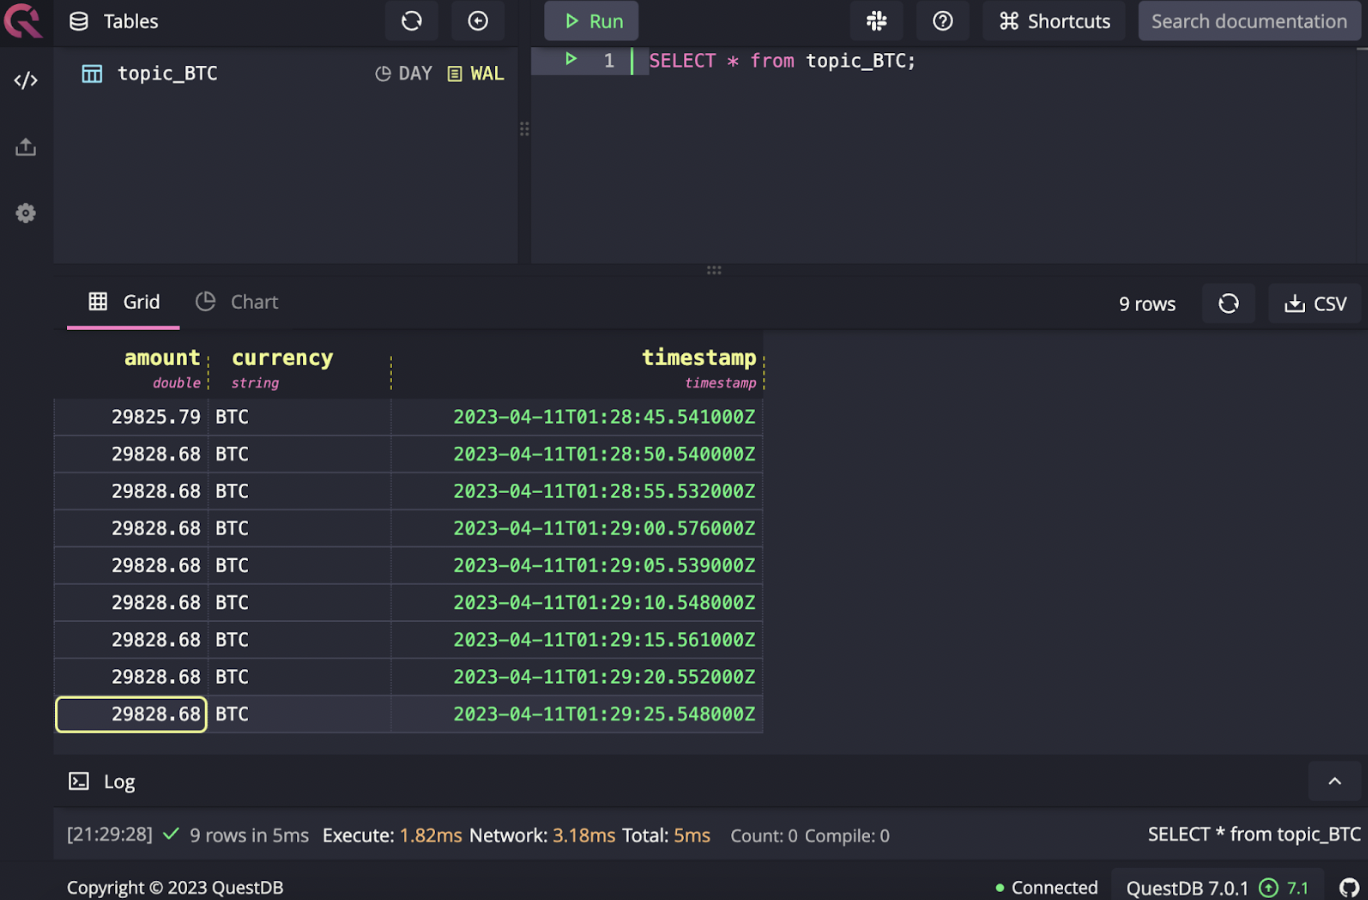 Tables
Run
Shortcuts
Search documentation
topic_BTC DAY WAL
1 SELECT * from topic_BTC;
Grid Chart
9 rows
CSV
amount currency timestamp
double string timestamp
29825.79 BTC 2023-04-11T01:28:45.541000Z
29828.68 BTC 2023-04-11T01:28:50.540000Z
29828.68 BTC 2023-04-11T01:28:55.532000Z
29828.68 BTC 2023-04-11T01:29:00.576000Z
29828.68 BTC 2023-04-11T01:29:05.539000Z
29828.68 BTC 2023-04-11T01:29:10.548000Z
29828.68 BTC 2023-04-11T01:29:15.561000Z
29828.68 BTC 2023-04-11T01:29:20.552000Z
29828.68 BTC 2023-04-11T01:29:25.548000Z
Log
[21:29:28] 9 rows in 5ms Execute: 1.82ms Network: 3.18ms Total: 5ms Count: 0 Compile: 0 SELECT * from topic_BTC
Copyright © 2023 QuestDB
Connected
QuestDB 7.0.1 7.1